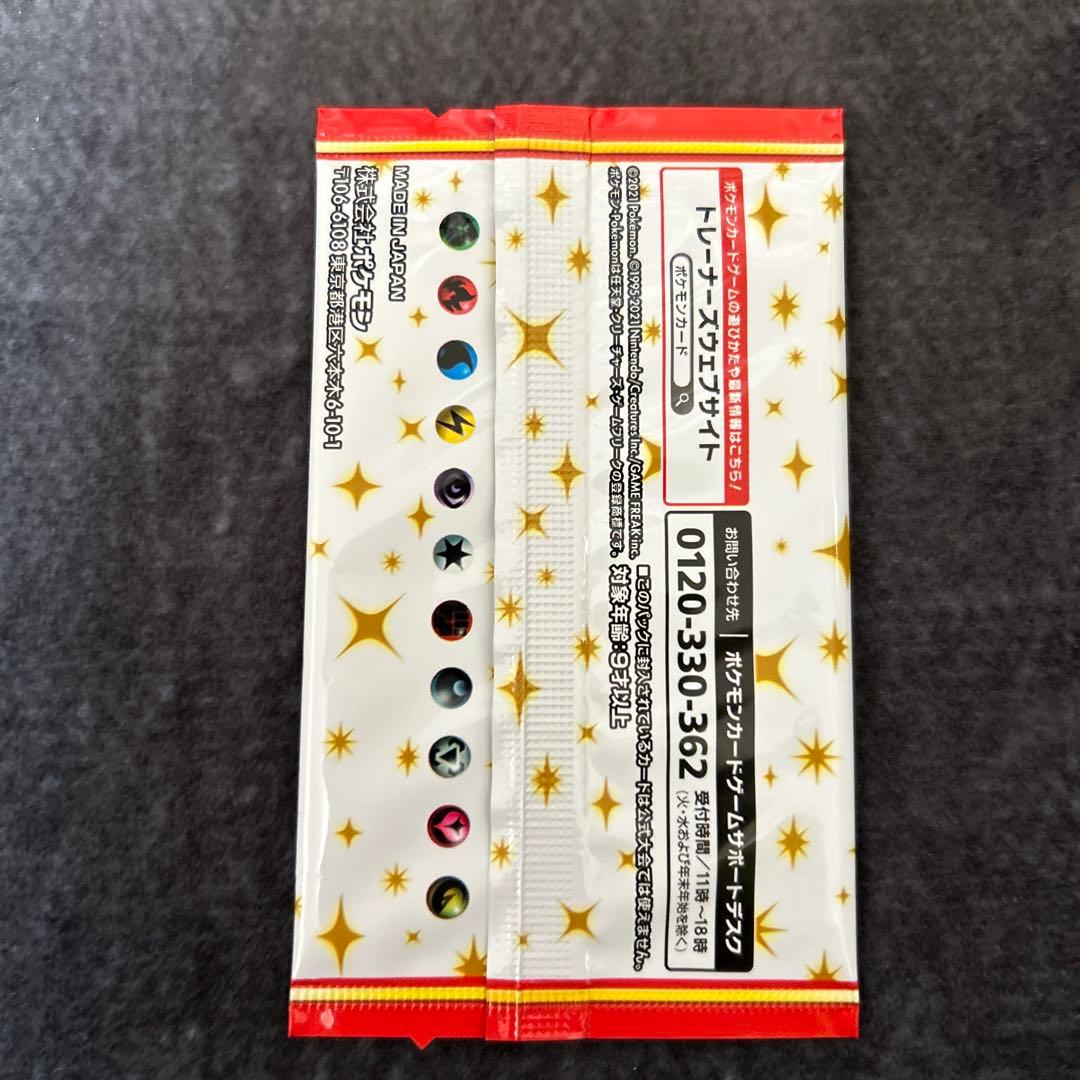 ポケモンカードゲームの遊びかたや最新情報はこちら!
トレーナーズウェブサイト
ポケモンカード
お問い合わせ先 | ポケモンカードゲームサポートデスク
0120-330-362 受付時間/11時~18時
(火・水および年末年始を除く)
©2021 Pokémon. ©1995-2021 Nintendo/Creatures Inc./GAME FREAK inc.
ポケモン・Pokémonは任天堂・クリーチャーズ・ゲームフリークの登録商標です。
■このパックに封入されているカードは公式大会では使えません。
対象年齢:9才以上
MADE IN JAPAN
株式会社ポケモン
〒106-6108 東京都港区六本木6-10-1